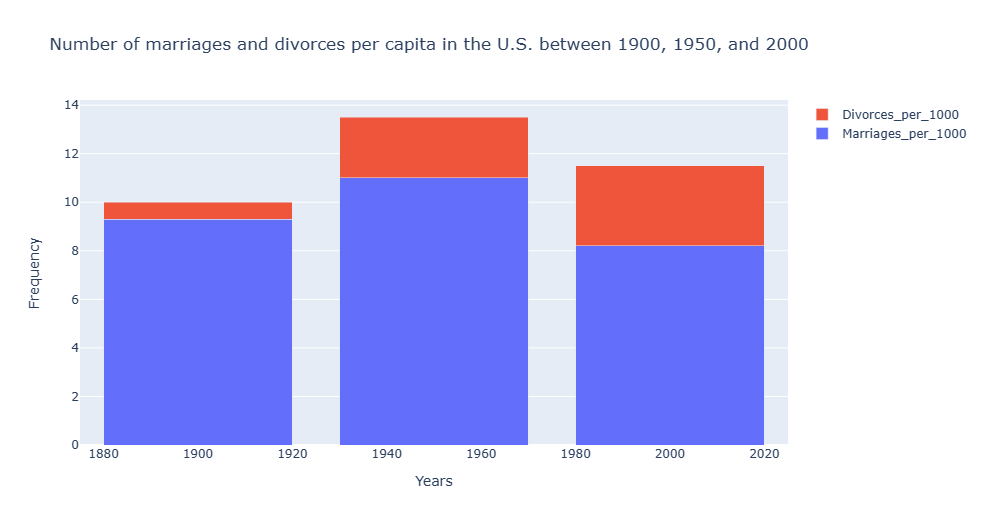 Number of marriages and divorces per capita in the U.S. between 1900, 1950, and 2000
14
12
10
8
6
4
2
0
Frequency
1880 1900 1920 1940 1960 1980 2000 2020
Years
Divorces_per_1000
Marriages_per_1000